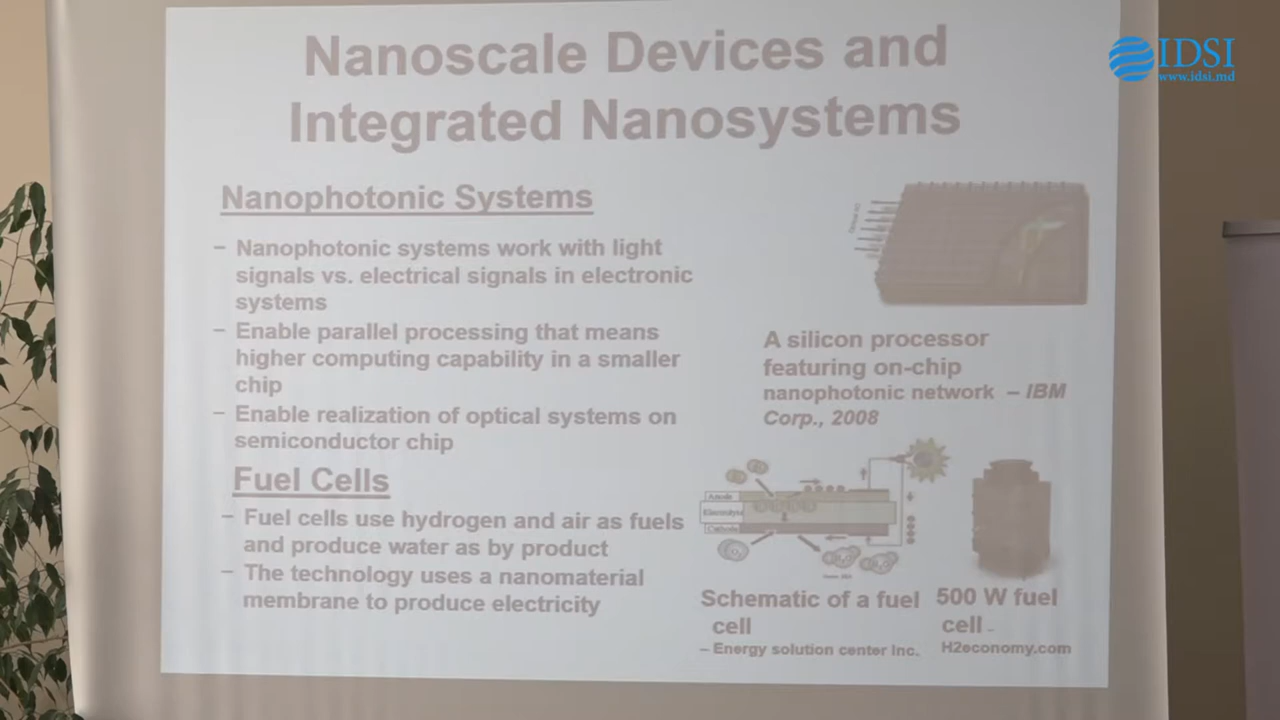 Nanoscale Devices and
Integrated Nanosystems
IDSI
www.idsi.md
Nanophotonic Systems
– Nanophotonic systems work with light
signals vs. electrical signals in electronic
systems
– Enable parallel processing that means
higher computing capability in a smaller
chip
– Enable realization of optical systems on
semiconductor chip
A silicon processor
featuring on-chip
nanophotonic network – IBM
Corp., 2008
Fuel Cells
– Fuel cells use hydrogen and air as fuels
and produce water as by product
– The technology uses a nanomaterial
membrane to produce electricity
Anode
Electrolyte
Cathode
Schematic of a fuel
cell
– Energy solution center Inc.
500 W fuel
cell –
H2economy.com